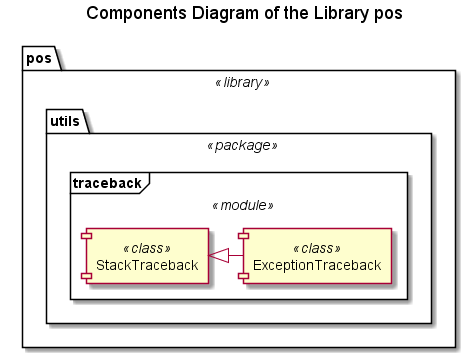 Components Diagram of the Library pos
pos
«library»
utils
«package»
traceback
«module»
«class»
StackTraceback
«class»
ExceptionTraceback